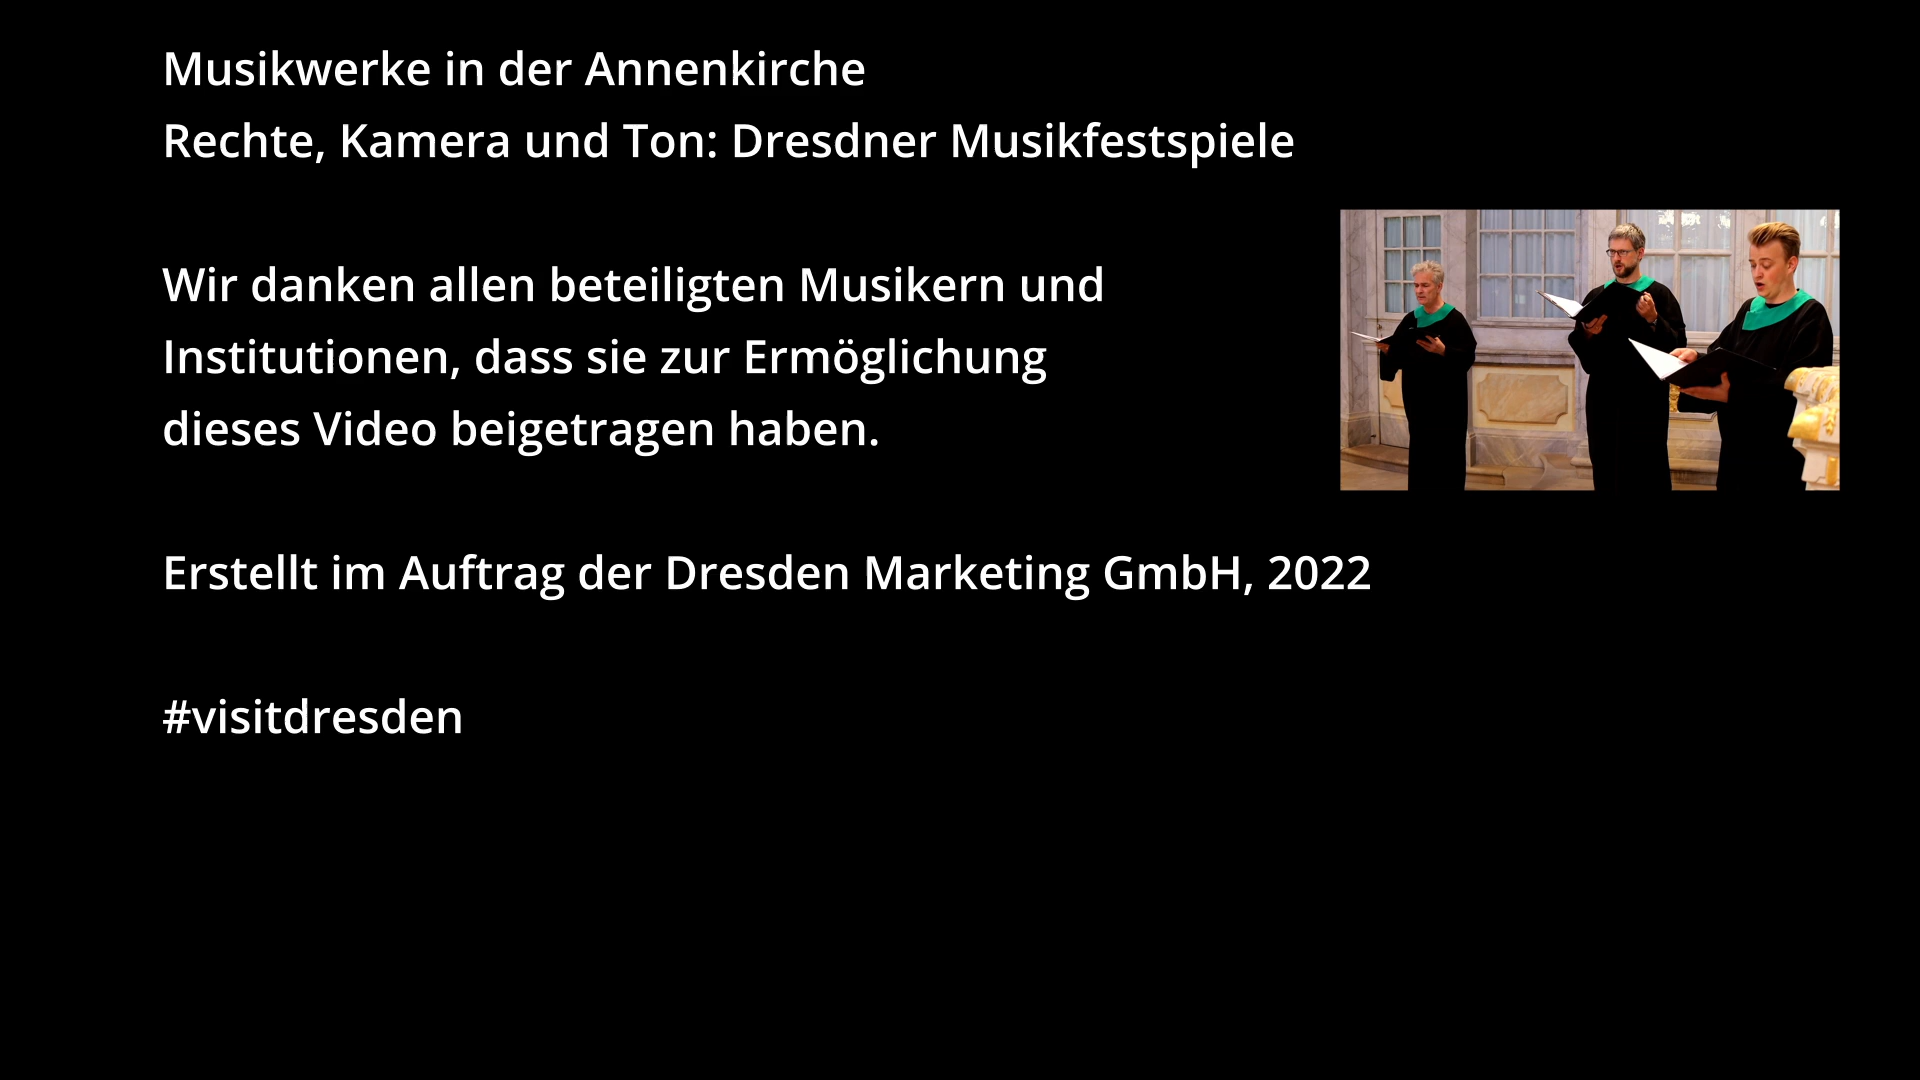 Musikwerke in der Annenkirche
Rechte, Kamera und Ton: Dresdner Musikfestspiele
Wir danken allen beteiligten Musikern und
Institutionen, dass sie zur Ermöglichung
dieses Video beigetragen haben.
Erstellt im Auftrag der Dresden Marketing GmbH, 2022
#visitdresden